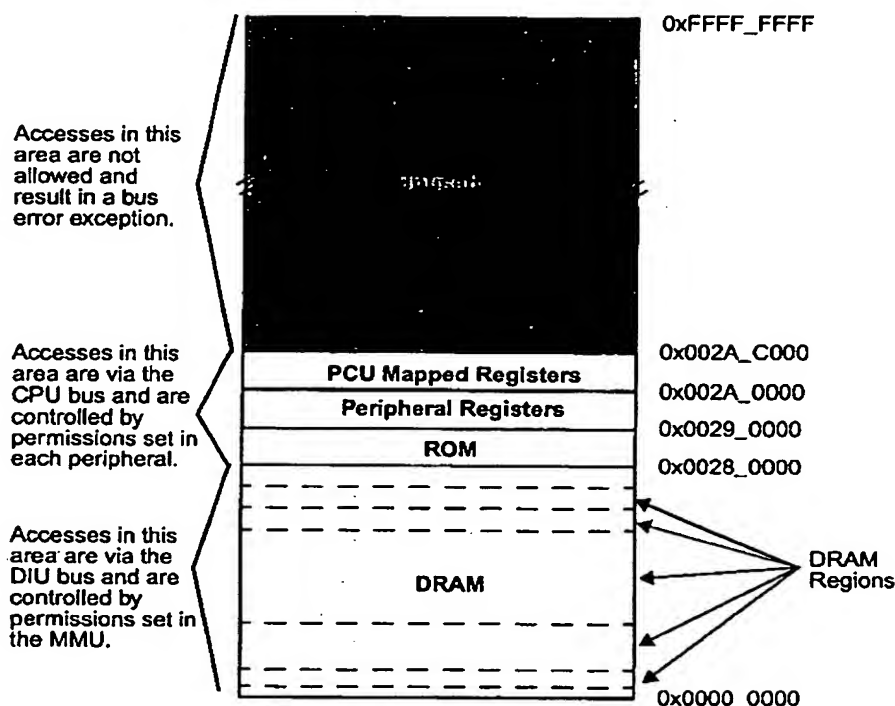 0xFFFF_FFFF
Accesses in this
area are not
allowed and
result in a bus
error exception.
0x002A_C000
Accesses in this
area are via the
CPU bus and are
controlled by
permissions set in
each peripheral.
PCU Mapped Registers
0x002A_0000
Peripheral Registers
0x0029_0000
ROM
0x0028_0000
Accesses in this
area are via the
DIU bus and are
controlled by
permissions set in
the MMU.
DRAM
DRAM
Regions
0x0000_0000